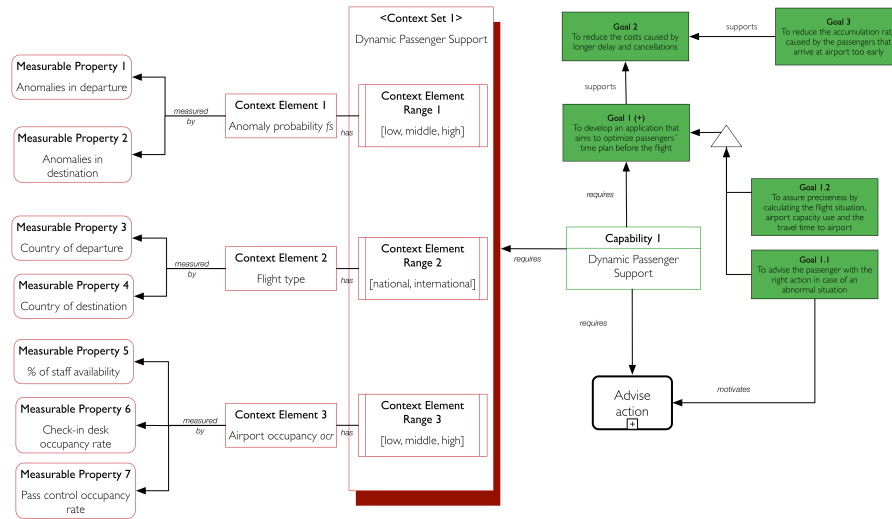 <Context Set 1>
Dynamic Passenger Support
Measurable Property 1
Anomalies in departure
Measurable Property 2
Anomalies in
destination
measured
by
Context Element 1
Anomaly probability fs
has
Context Element
Range 1
[low, middle, high]
Measurable Property 3
Country of departure
Measurable Property 4
Country of destination
measured
by
Context Element 2
Flight type
has
Context Element
Range 2
[national, international]
Measurable Property 5
% of staff availability
Measurable Property 6
Check-in desk
occupancy rate
Measurable Property 7
Pass control occupancy
rate
measured
by
Context Element 3
Airport occupancy ocr
has
Context Element
Range 3
[low, middle, high]
Goal 2
To reduce the costs caused by
longer delay and cancellations
supports
Goal 3
To reduce the accumulation rat
caused by the passengers that
arrive at airport too early
supports
Goal 1 (+)
To develop an application that
aims to optimize passengers´
time plan before the flight
requires
Goal 1.2
To assure preciseness by
calculating the flight situation,
airport capacity use and the
travel time to airport
Capability 1
Dynamic Passenger
Support
requires
Goal 1.1
To advise the passenger with the
right action in case of an
abnormal situation
requires
motivates
Advise
action
+